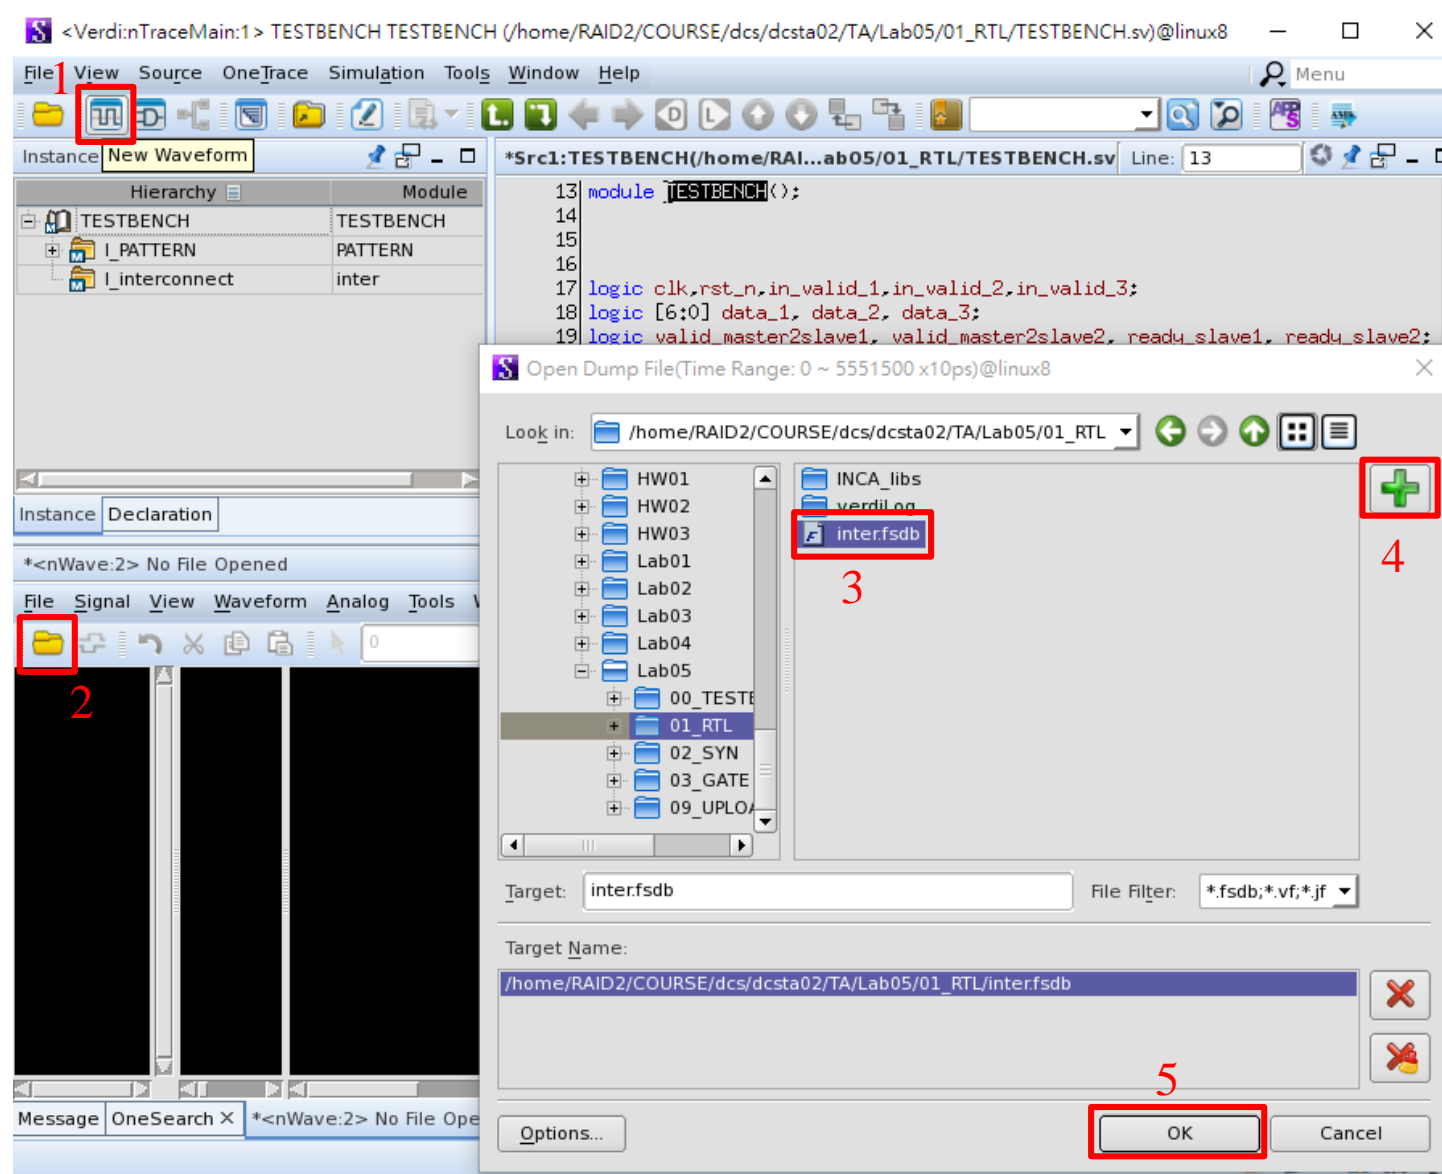 <Verdi:nTraceMain:1> TESTBENCH TESTBENCH (/home/RAID2/COURSE/dcs/dcsta02/TA/Lab05/01_RTL/TESTBENCH.sv)@linux8
File View Source OneTrace Simulation Tools Window Help
Menu
1
Instance New Waveform
*Src1:TESTBENCH(/home/RAI...ab05/01_RTL/TESTBENCH.sv Line: 13
Hierarchy Module
TESTBENCH TESTBENCH
I_PATTERN PATTERN
I_interconnect inter
13 module TESTBENCH();
14
15
16
17 logic clk,rst_n,in_valid_1,in_valid_2,in_valid_3;
18 logic [6:0] data_1, data_2, data_3;
19 logic valid_master2slave1, valid_master2slave2, ready_slave1, ready_slave2;
Instance Declaration
*<nWave:2> No File Opened
File Signal View Waveform Analog Tools
0
2
Open Dump File(Time Range: 0 ~ 5551500 x10ps)@linux8
Look in: /home/RAID2/COURSE/dcs/dcsta02/TA/Lab05/01_RTL
HW01
HW02
HW03
Lab01
Lab02
Lab03
Lab04
Lab05
00_TESTE
01_RTL
02_SYN
03_GATE
09_UPLOA
INCA_libs
verdiLog
inter.fsdb
3
4
Target: inter.fsdb
File Filter: *.fsdb;*.vf;*.jf
Target Name:
/home/RAID2/COURSE/dcs/dcsta02/TA/Lab05/01_RTL/inter.fsdb
5
Options... OK Cancel
Message OneSearch *<nWave:2> No File Ope